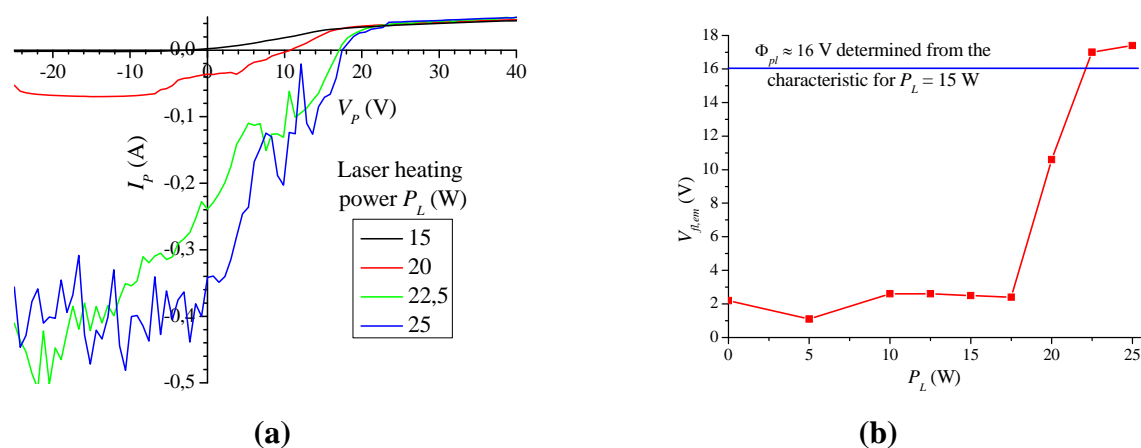 -20 -10 0 10 20 30 40
0,0
-0,1
-0,2
-0,3
-0,4
-0,5
I_P (A)
V_P (V)
Laser heating
power P_L (W)
15
20
22,5
25
(a)
18
16
14
12
10
8
6
4
2
0
V_fl,em (V)
Φ_pl ≈ 16 V determined from the
characteristic for P_L = 15 W
0 5 10 15 20 25
P_L (W)
(b)